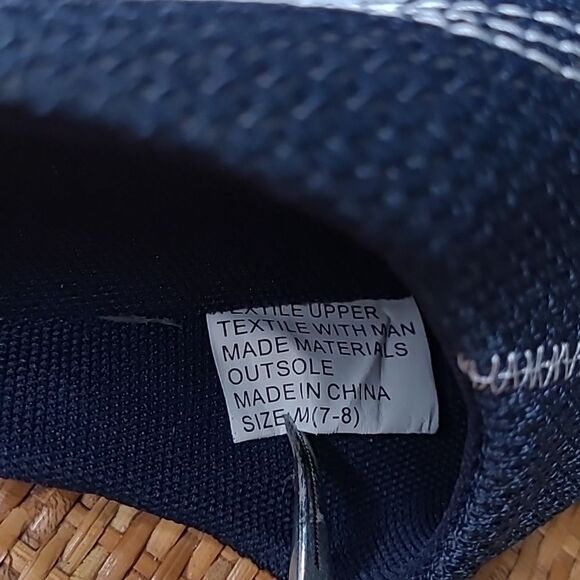 TEXTILE UPPER
TEXTILE WITH MAN
MADE MATERIALS
OUTSOLE
MADE IN CHINA
SIZE M(7-8)